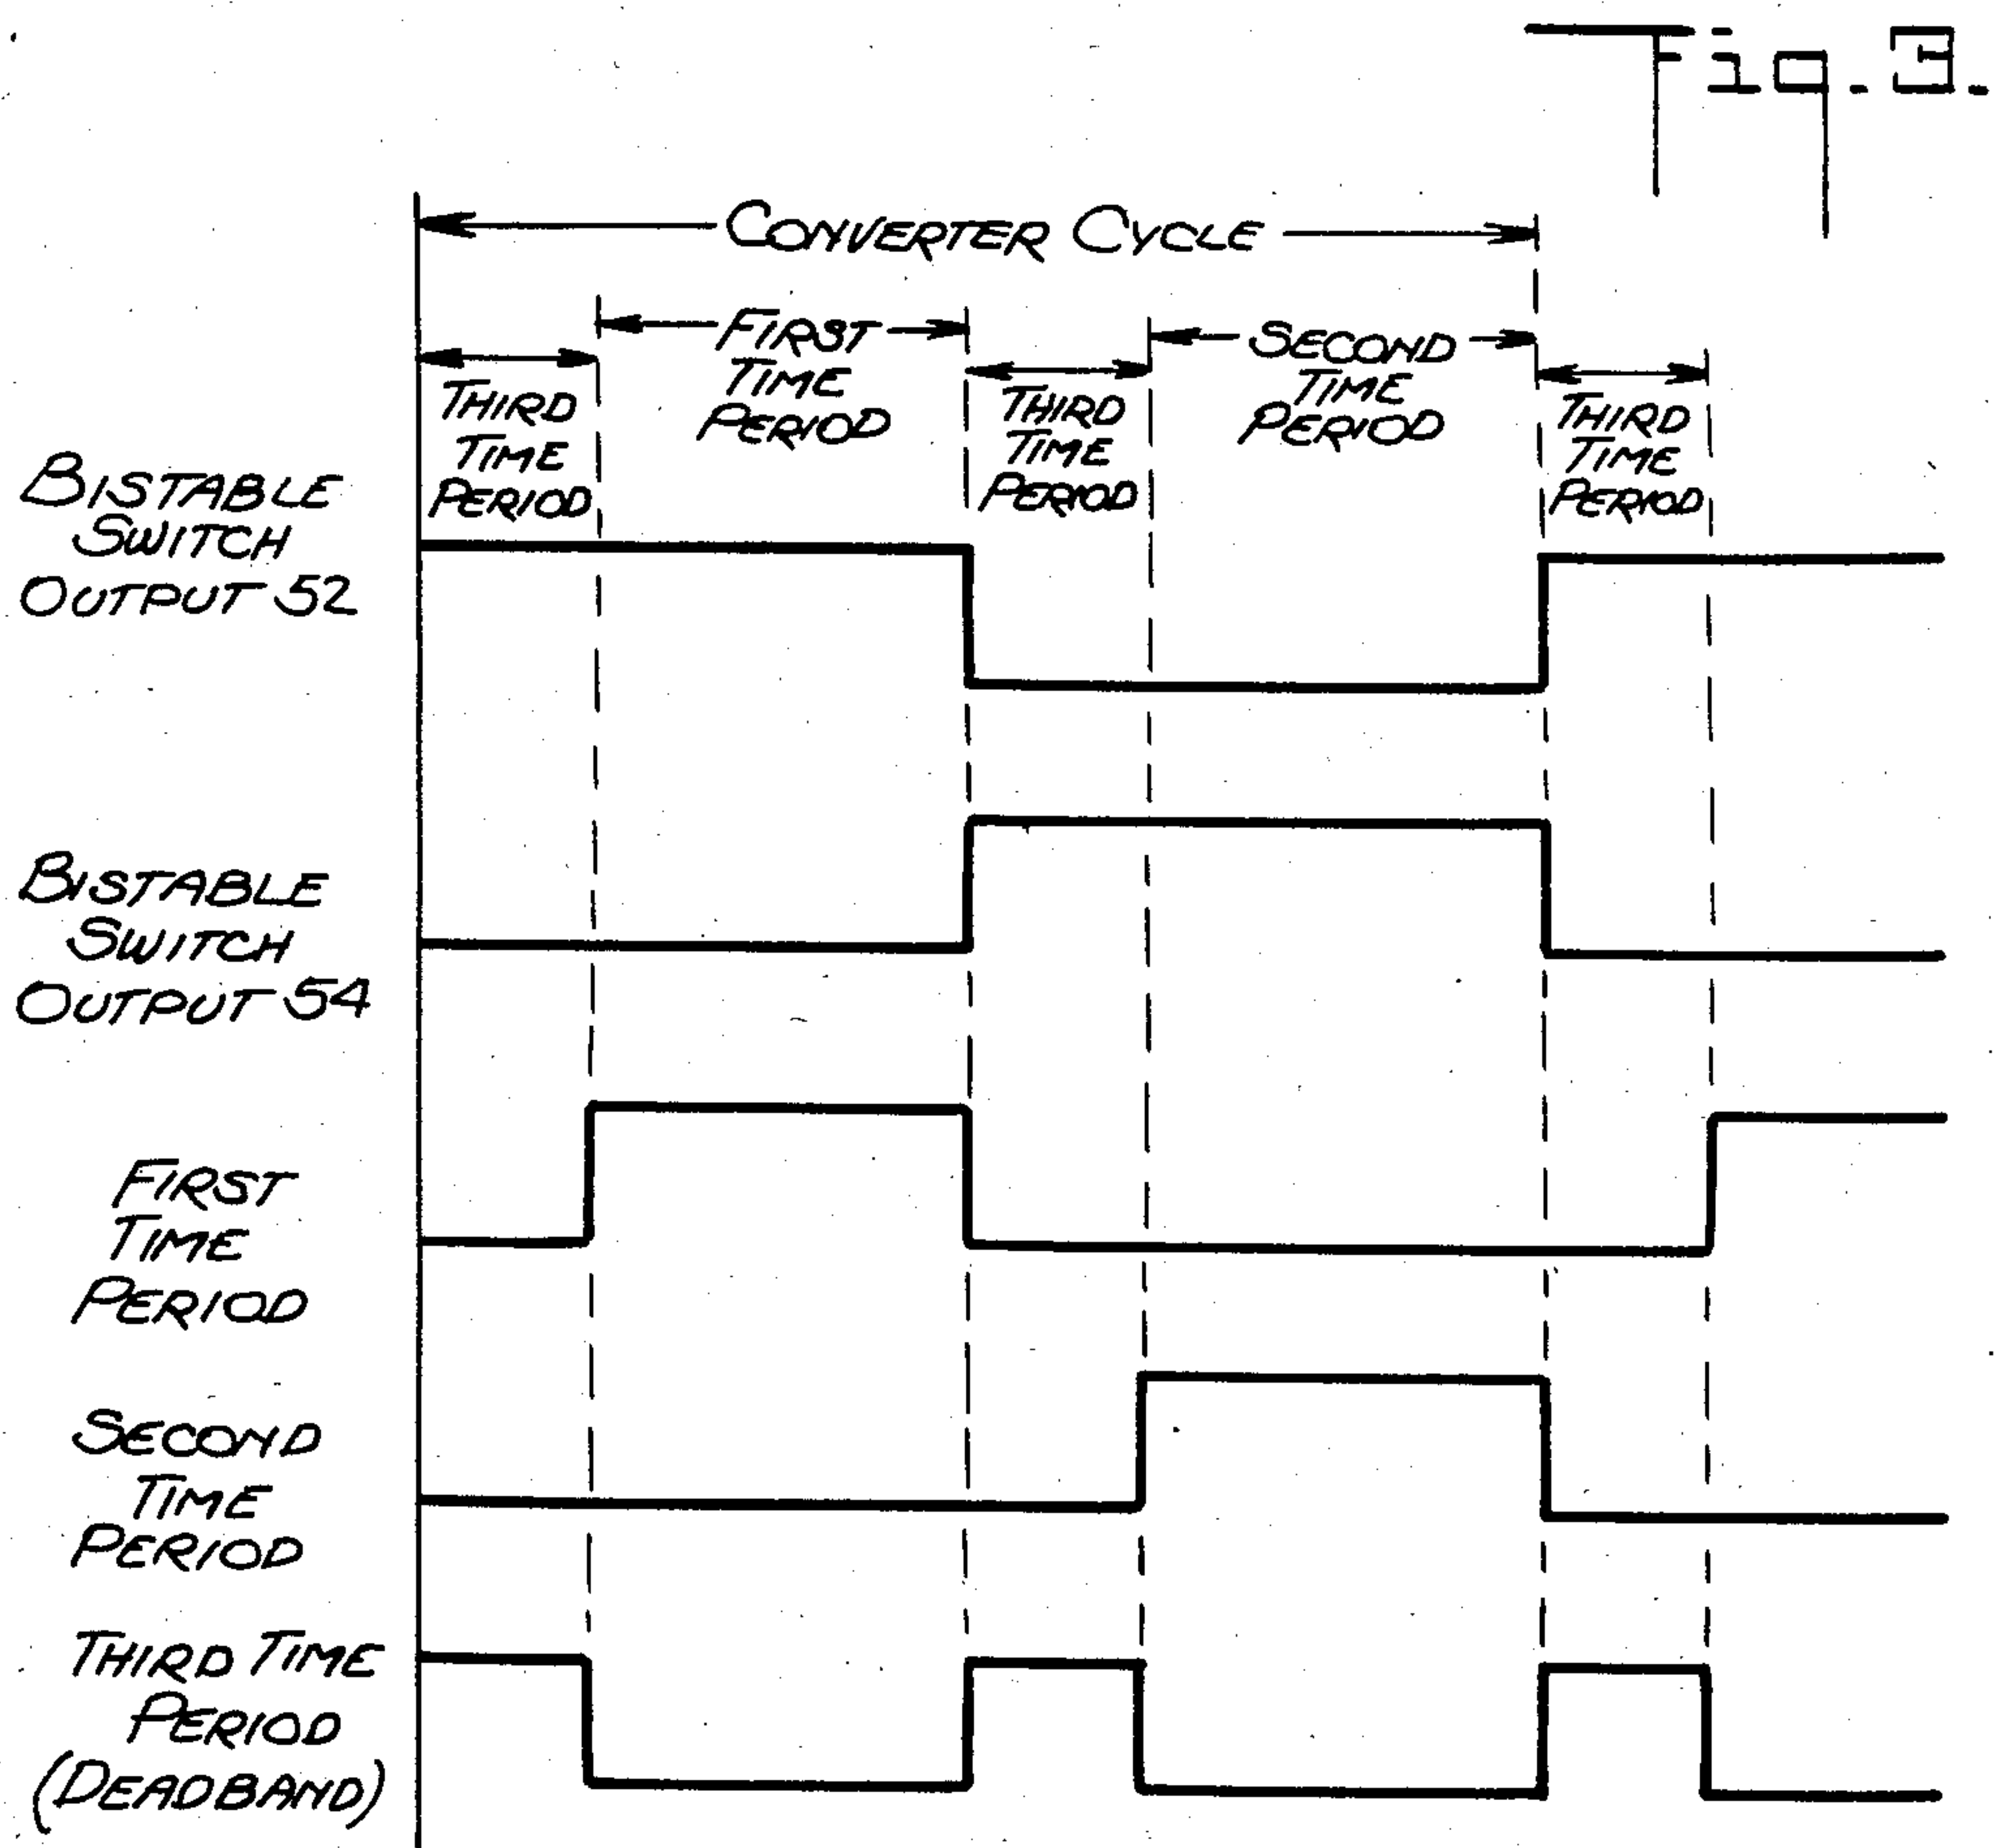 Fig. 3.
CONVERTER CYCLE
FIRST
TIME
PERIOD
SECOND
TIME
PERIOD
THIRD
TIME
PERIOD
THIRD
TIME
PERIOD
THIRD
TIME
PERIOD
BISTABLE
SWITCH
OUTPUT 52
BISTABLE
SWITCH
OUTPUT 54
FIRST
TIME
PERIOD
SECOND
TIME
PERIOD
THIRD TIME
PERIOD
(DEADBAND)